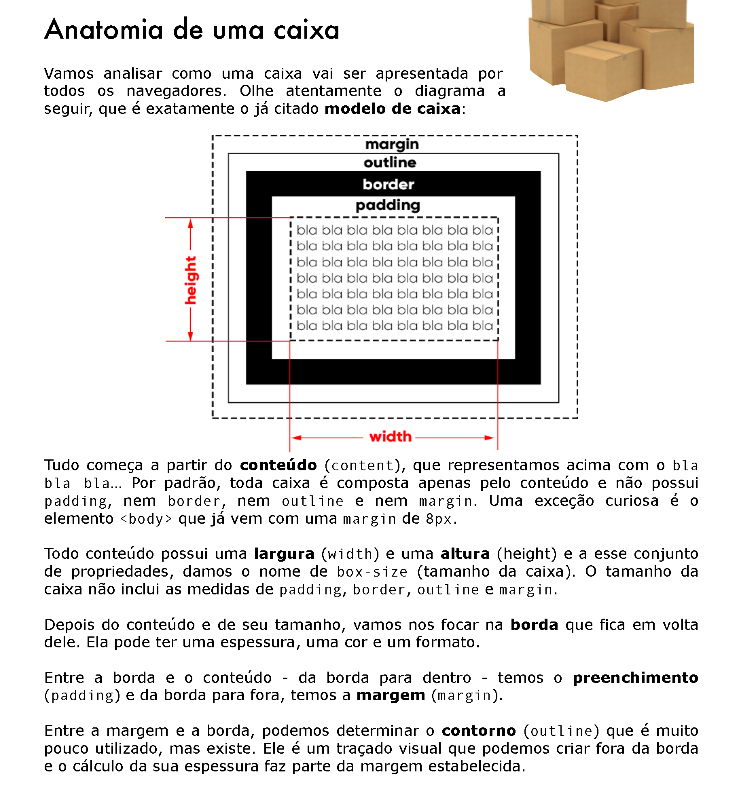 Anatomia de uma caixa
Vamos analisar como uma caixa vai ser apresentada por
todos os navegadores. Olhe atentamente o diagrama a
seguir, que é exatamente o já citado modelo de caixa:
margin
outline
border
padding
bla bla bla bla bla bla bla bla
bla bla bla bla bla bla bla bla
bla bla bla bla bla bla bla bla
bla bla bla bla bla bla bla bla
bla bla bla bla bla bla bla bla
bla bla bla bla bla bla bla bla
bla bla bla bla bla bla bla bla
height
width
Tudo começa a partir do conteúdo (content), que representamos acima com o bla
bla bla… Por padrão, toda caixa é composta apenas pelo conteúdo e não possui
padding, nem border, nem outline e nem margin. Uma exceção curiosa é o
elemento <body> que já vem com uma margin de 8px.
Todo conteúdo possui uma largura (width) e uma altura (height) e a esse conjunto
de propriedades, damos o nome de box-size (tamanho da caixa). O tamanho da
caixa não inclui as medidas de padding, border, outline e margin.
Depois do conteúdo e de seu tamanho, vamos nos focar na borda que fica em volta
dele. Ela pode ter uma espessura, uma cor e um formato.
Entre a borda e o conteúdo - da borda para dentro - temos o preenchimento
(padding) e da borda para fora, temos a margem (margin).
Entre a margem e a borda, podemos determinar o contorno (outline) que é muito
pouco utilizado, mas existe. Ele é um traçado visual que podemos criar fora da borda
e o cálculo da sua espessura faz parte da margem estabelecida.